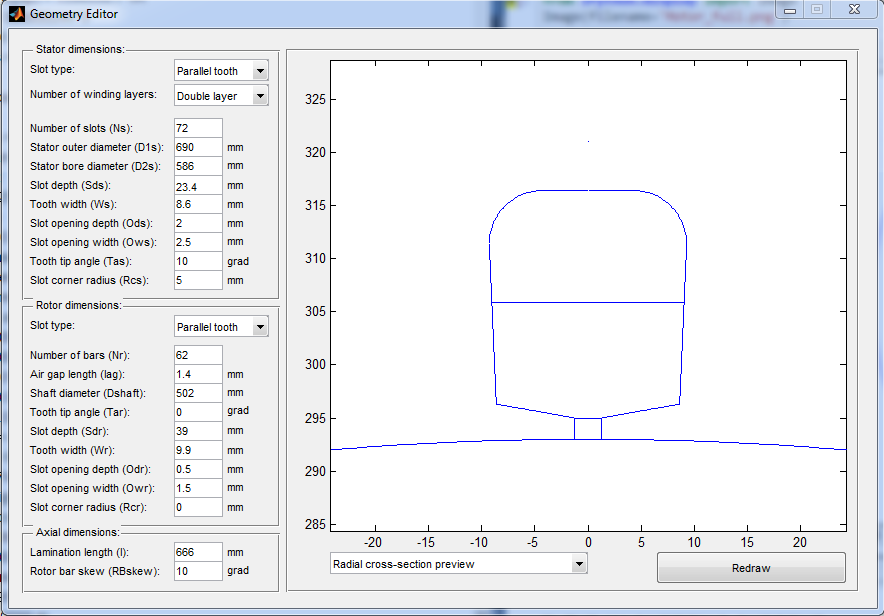 Geometry Editor
Stator dimensions:
Slot type: Parallel tooth
Number of winding layers: Double layer
Number of slots (Ns): 72
Stator outer diameter (D1s): 690 mm
Stator bore diameter (D2s): 586 mm
Slot depth (Sds): 23.4 mm
Tooth width (Ws): 8.6 mm
Slot opening depth (Ods): 2 mm
Slot opening width (Ows): 2.5 mm
Tooth tip angle (Tas): 10 grad
Slot corner radius (Rcs): 5 mm
Rotor dimensions:
Slot type: Parallel tooth
Number of bars (Nr): 62
Air gap length (lag): 1.4 mm
Shaft diameter (Dshaft): 502 mm
Tooth tip angle (Tar): 0 grad
Slot depth (Sdr): 39 mm
Tooth width (Wr): 9.9 mm
Slot opening depth (Odr): 0.5 mm
Slot opening width (Owr): 1.5 mm
Slot corner radius (Rcr): 0 mm
Axial dimensions:
Lamination length (l): 666 mm
Rotor bar skew (RBskew): 10 grad
325
320
315
310
305
300
295
290
285
-20 -15 -10 -5 0 5 10 15 20
Radial cross-section preview
Redraw